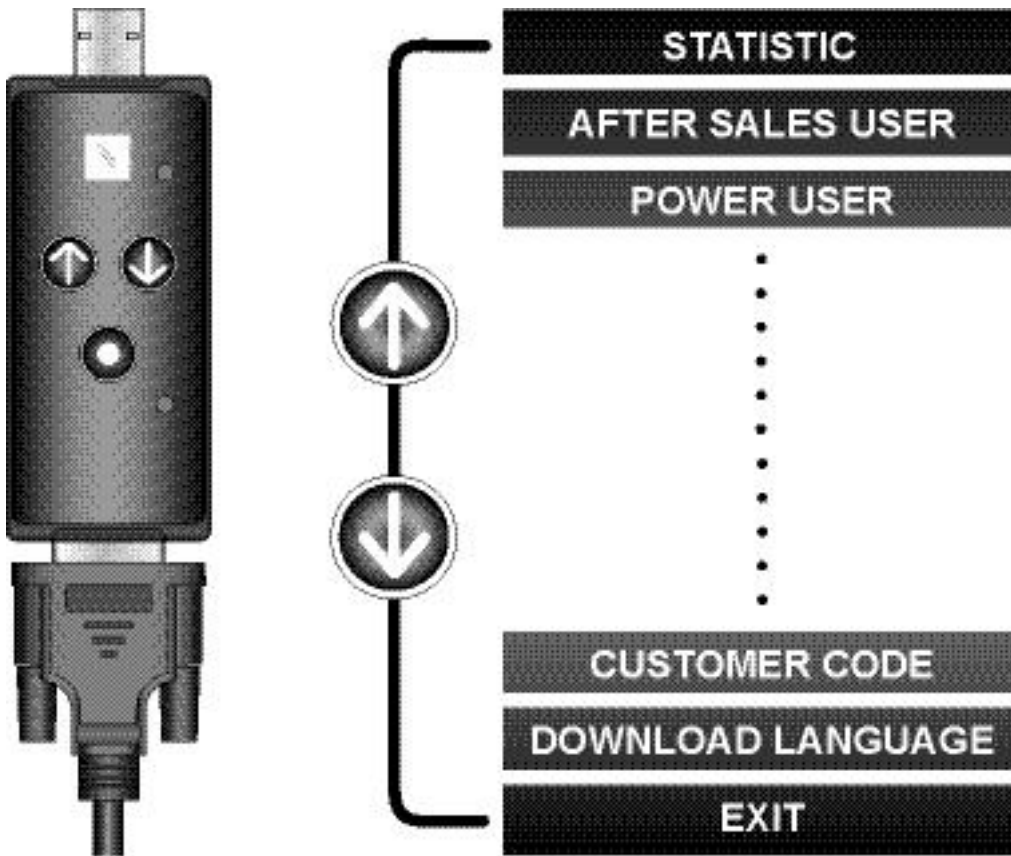 STATISTIC
AFTER SALES USER
POWER USER
CUSTOMER CODE
DOWNLOAD LANGUAGE
EXIT